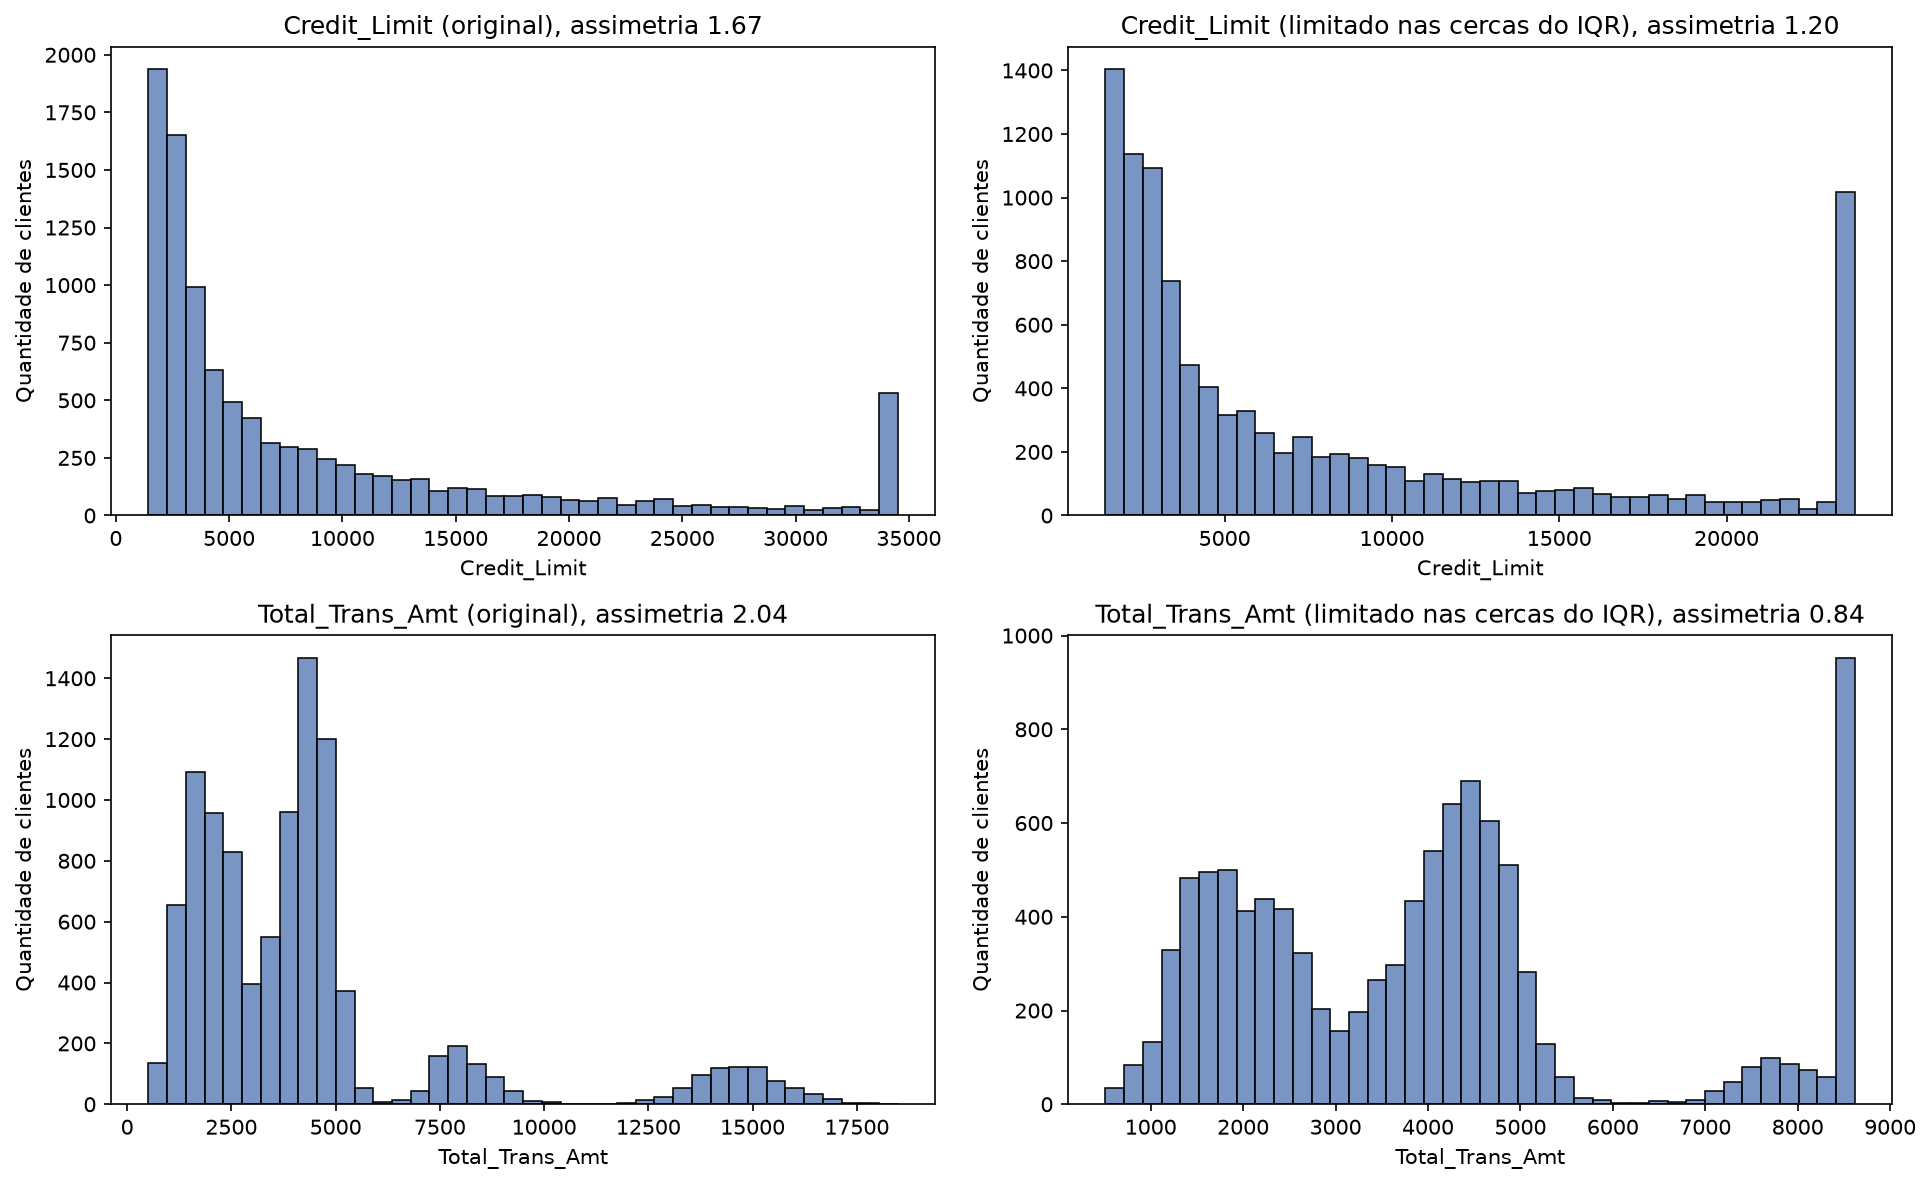 Credit_Limit (original), assimetria 1.67
Quantidade de clientes
2000
1750
1500
1250
1000
750
500
250
0
0 5000 10000 15000 20000 25000 30000 35000
Credit_Limit
Credit_Limit (limitado nas cercas do IQR), assimetria 1.20
Quantidade de clientes
1400
1200
1000
800
600
400
200
0
5000 10000 15000 20000
Credit_Limit
Total_Trans_Amt (original), assimetria 2.04
Quantidade de clientes
1400
1200
1000
800
600
400
200
0
0 2500 5000 7500 10000 12500 15000 17500
Total_Trans_Amt
Total_Trans_Amt (limitado nas cercas do IQR), assimetria 0.84
Quantidade de clientes
1000
800
600
400
200
0
1000 2000 3000 4000 5000 6000 7000 8000 9000
Total_Trans_Amt